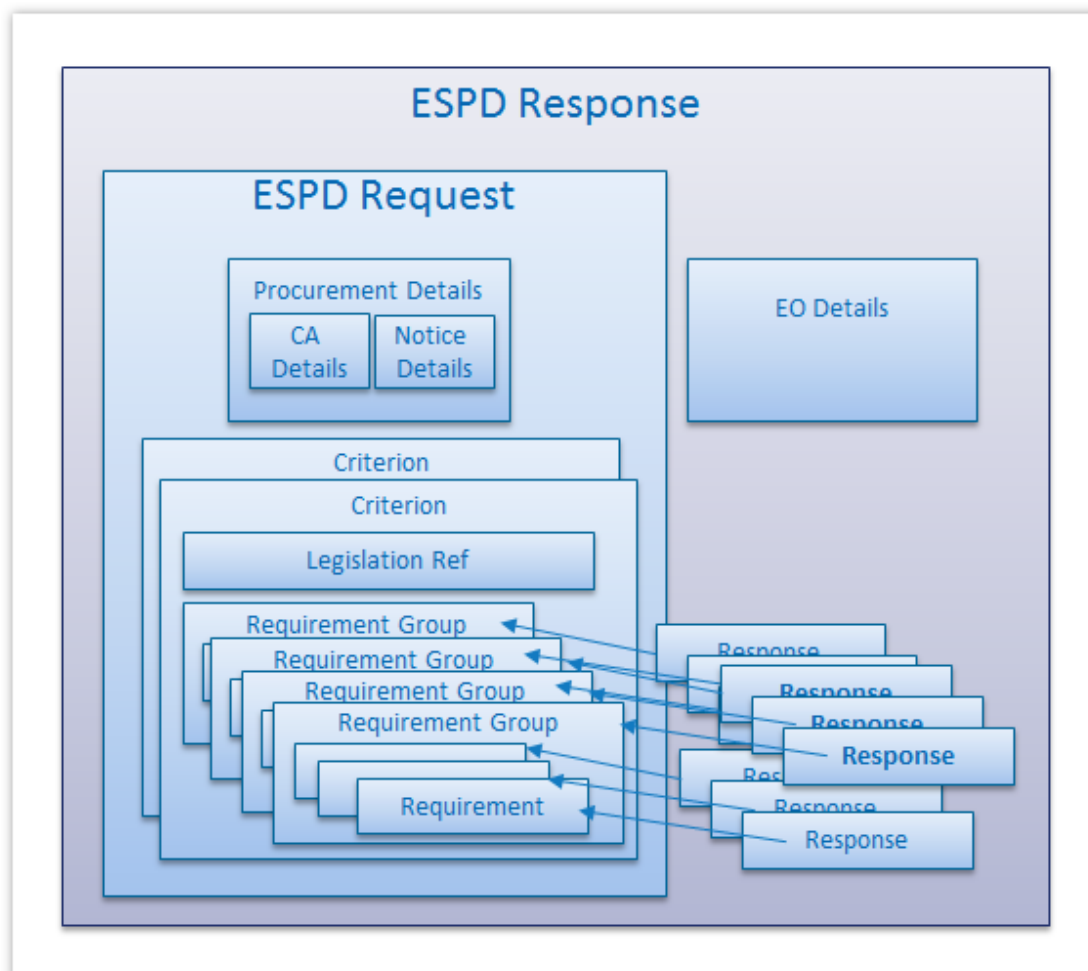 ESPD Response
ESPD Request
Procurement Details
CA
Details
Notice
Details
EO Details
Criterion
Criterion
Legislation Ref
Requirement Group
Requirement Group
Requirement Group
Requirement Group
Requirement
Response
Response
Response
Response
Response
Response